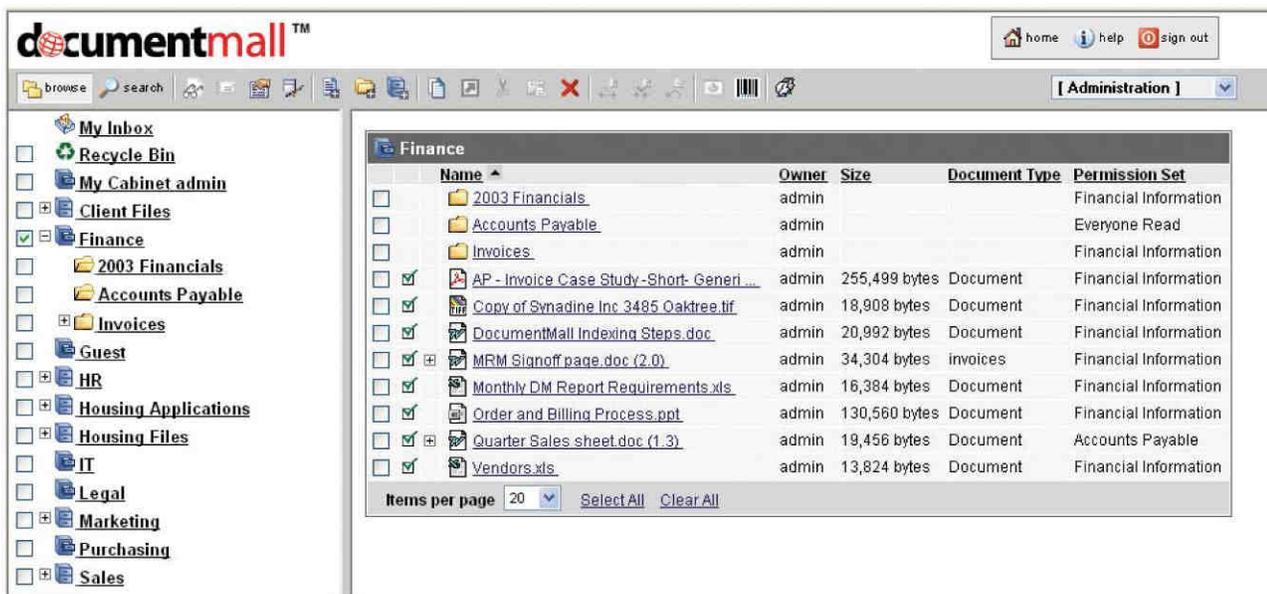 documentmall™
home help sign out
browse search [ Administration ]
My Inbox
Recycle Bin
My Cabinet admin
Client Files
Finance
2003 Financials
Accounts Payable
Invoices
Guest
HR
Housing Applications
Housing Files
IT
Legal
Marketing
Purchasing
Sales
Finance
Name Owner Size Document Type Permission Set
2003 Financials admin Financial Information
Accounts Payable admin Everyone Read
Invoices admin Financial Information
AP - Invoice Case Study -Short- Generi ... admin 255,499 bytes Document Financial Information
Copy of Synadine Inc 3485 Oaktree.tif admin 18,908 bytes Document Financial Information
DocumentMall Indexing Steps.doc admin 20,992 bytes Document Financial Information
MRM Signoff page.doc (2.0) admin 34,304 bytes invoices Financial Information
Monthly DM Report Requirements.xls admin 16,384 bytes Document Financial Information
Order and Billing Process.ppt admin 130,560 bytes Document Financial Information
Quarter Sales sheet.doc (1.3) admin 19,456 bytes Document Accounts Payable
Vendors.xls admin 13,824 bytes Document Financial Information
Items per page 20 Select All Clear All